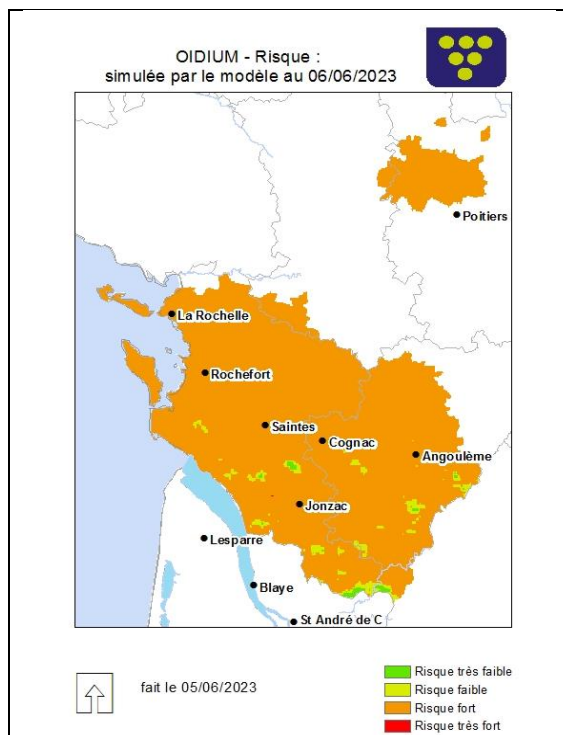 OIDIUM - Risque :
simulée par le modèle au 06/06/2023
Poitiers
La Rochelle
Rochefort
Saintes
Cognac
Angoulême
Jonzac
Lesparre
Blaye
St André de C
fait le 05/06/2023
Risque très faible
Risque faible
Risque fort
Risque très fort